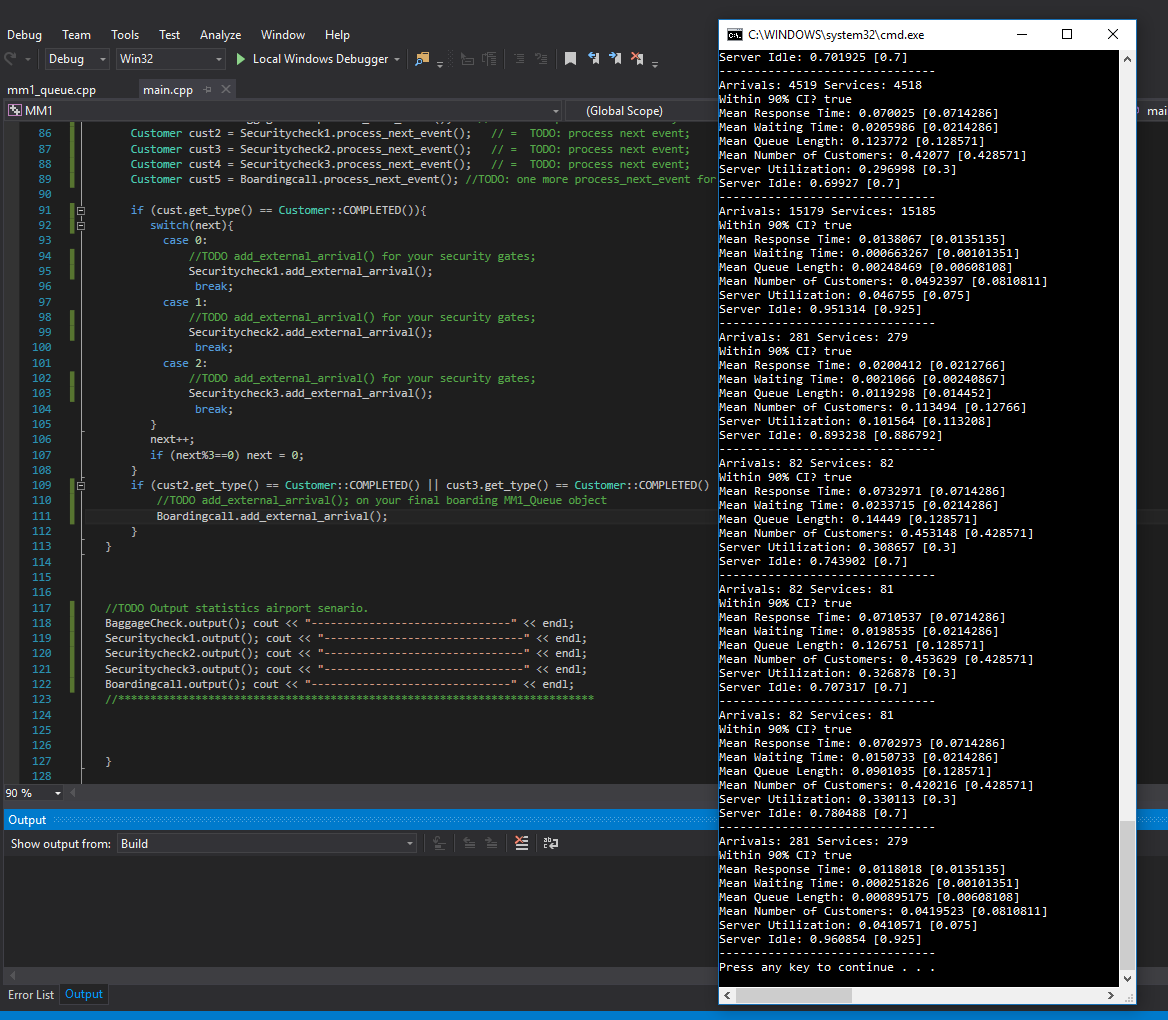 Debug Team Tools Test Analyze Window Help
Debug Win32 Local Windows Debugger
mm1_queue.cpp main.cpp
MM1 (Global Scope) mai
86 Customer cust2 = Securitycheck1.process_next_event(); // = TODO: process next event;
87 Customer cust3 = Securitycheck2.process_next_event(); // = TODO: process next event;
88 Customer cust4 = Securitycheck3.process_next_event(); // = TODO: process next event;
89 Customer cust5 = Boardingcall.process_next_event(); //TODO: one more process_next_event for
90
91 if (cust.get_type() == Customer::COMPLETED()){
92 switch(next){
93 case 0:
94 //TODO add_external_arrival() for your security gates;
95 Securitycheck1.add_external_arrival();
96 break;
97 case 1:
98 //TODO add_external_arrival() for your security gates;
99 Securitycheck2.add_external_arrival();
100 break;
101 case 2:
102 //TODO add_external_arrival() for your security gates;
103 Securitycheck3.add_external_arrival();
104 break;
105 }
106 next++;
107 if (next%3==0) next = 0;
108 }
109 if (cust2.get_type() == Customer::COMPLETED() || cust3.get_type() == Customer::COMPLETED()
110 //TODO add_external_arrival(); on your final boarding MM1_Queue object
111 Boardingcall.add_external_arrival();
112 }
113 }
114
115
116
117 //TODO Output statistics airport senario.
118 BaggageCheck.output(); cout << "-------------------------------" << endl;
119 Securitycheck1.output(); cout << "-------------------------------" << endl;
120 Securitycheck2.output(); cout << "-------------------------------" << endl;
121 Securitycheck3.output(); cout << "-------------------------------" << endl;
122 Boardingcall.output(); cout << "-------------------------------" << endl;
123 //**************************************************************************
124
125
126
127 }
128
90 %
Output
Show output from: Build
Error List Output
C:\WINDOWS\system32\cmd.exe
Server Idle: 0.701925 [0.7]
-------------------------------
Arrivals: 4519 Services: 4518
Within 90% CI? true
Mean Response Time: 0.070025 [0.0714286]
Mean Waiting Time: 0.0205986 [0.0214286]
Mean Queue Length: 0.123772 [0.128571]
Mean Number of Customers: 0.42077 [0.428571]
Server Utilization: 0.296998 [0.3]
Server Idle: 0.69927 [0.7]
-------------------------------
Arrivals: 15179 Services: 15185
Within 90% CI? true
Mean Response Time: 0.0138067 [0.0135135]
Mean Waiting Time: 0.000663267 [0.00101351]
Mean Queue Length: 0.00248469 [0.00608108]
Mean Number of Customers: 0.0492397 [0.0810811]
Server Utilization: 0.046755 [0.075]
Server Idle: 0.951314 [0.925]
-------------------------------
Arrivals: 281 Services: 279
Within 90% CI? true
Mean Response Time: 0.0200412 [0.0212766]
Mean Waiting Time: 0.0021066 [0.00240867]
Mean Queue Length: 0.0119298 [0.014452]
Mean Number of Customers: 0.113494 [0.12766]
Server Utilization: 0.101564 [0.113208]
Server Idle: 0.893238 [0.886792]
-------------------------------
Arrivals: 82 Services: 82
Within 90% CI? true
Mean Response Time: 0.0732971 [0.0714286]
Mean Waiting Time: 0.0233715 [0.0214286]
Mean Queue Length: 0.14449 [0.128571]
Mean Number of Customers: 0.453148 [0.428571]
Server Utilization: 0.308657 [0.3]
Server Idle: 0.743902 [0.7]
-------------------------------
Arrivals: 82 Services: 81
Within 90% CI? true
Mean Response Time: 0.0710537 [0.0714286]
Mean Waiting Time: 0.0198535 [0.0214286]
Mean Queue Length: 0.126751 [0.128571]
Mean Number of Customers: 0.453629 [0.428571]
Server Utilization: 0.326878 [0.3]
Server Idle: 0.707317 [0.7]
-------------------------------
Arrivals: 82 Services: 81
Within 90% CI? true
Mean Response Time: 0.0702973 [0.0714286]
Mean Waiting Time: 0.0150733 [0.0214286]
Mean Queue Length: 0.0901035 [0.128571]
Mean Number of Customers: 0.420216 [0.428571]
Server Utilization: 0.330113 [0.3]
Server Idle: 0.780488 [0.7]
-------------------------------
Arrivals: 281 Services: 279
Within 90% CI? true
Mean Response Time: 0.0118018 [0.0135135]
Mean Waiting Time: 0.000251826 [0.00101351]
Mean Queue Length: 0.000895175 [0.00608108]
Mean Number of Customers: 0.0419523 [0.0810811]
Server Utilization: 0.0410571 [0.075]
Server Idle: 0.960854 [0.925]
-------------------------------
Press any key to continue . . .